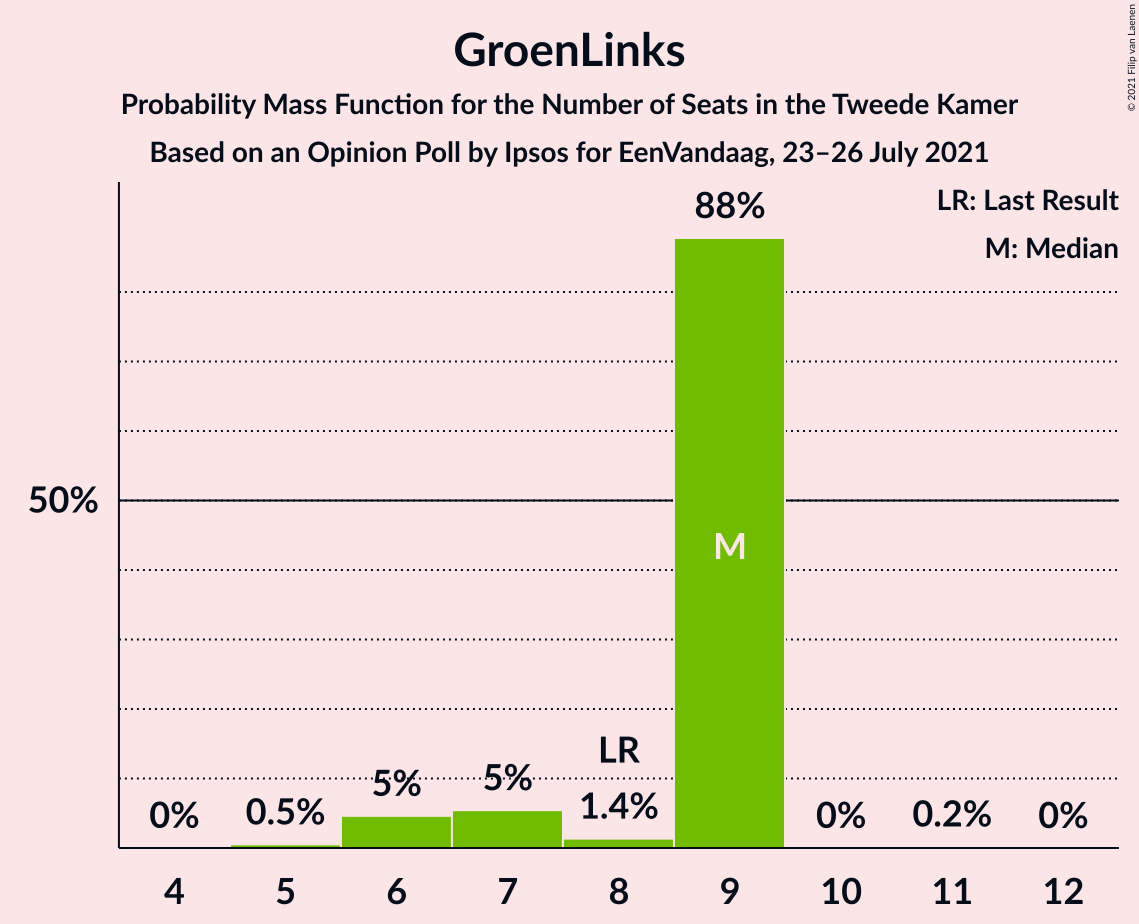 GroenLinks
Probability Mass Function for the Number of Seats in the Tweede Kamer
Based on an Opinion Poll by Ipsos for EenVandaag, 23–26 July 2021
© 2021 Filip van Laenen
LR: Last Result
M: Median
88%
50%
M
LR
0%
0.5%
5%
5%
1.4%
0%
0.2%
0%
4 5 6 7 8 9 10 11 12